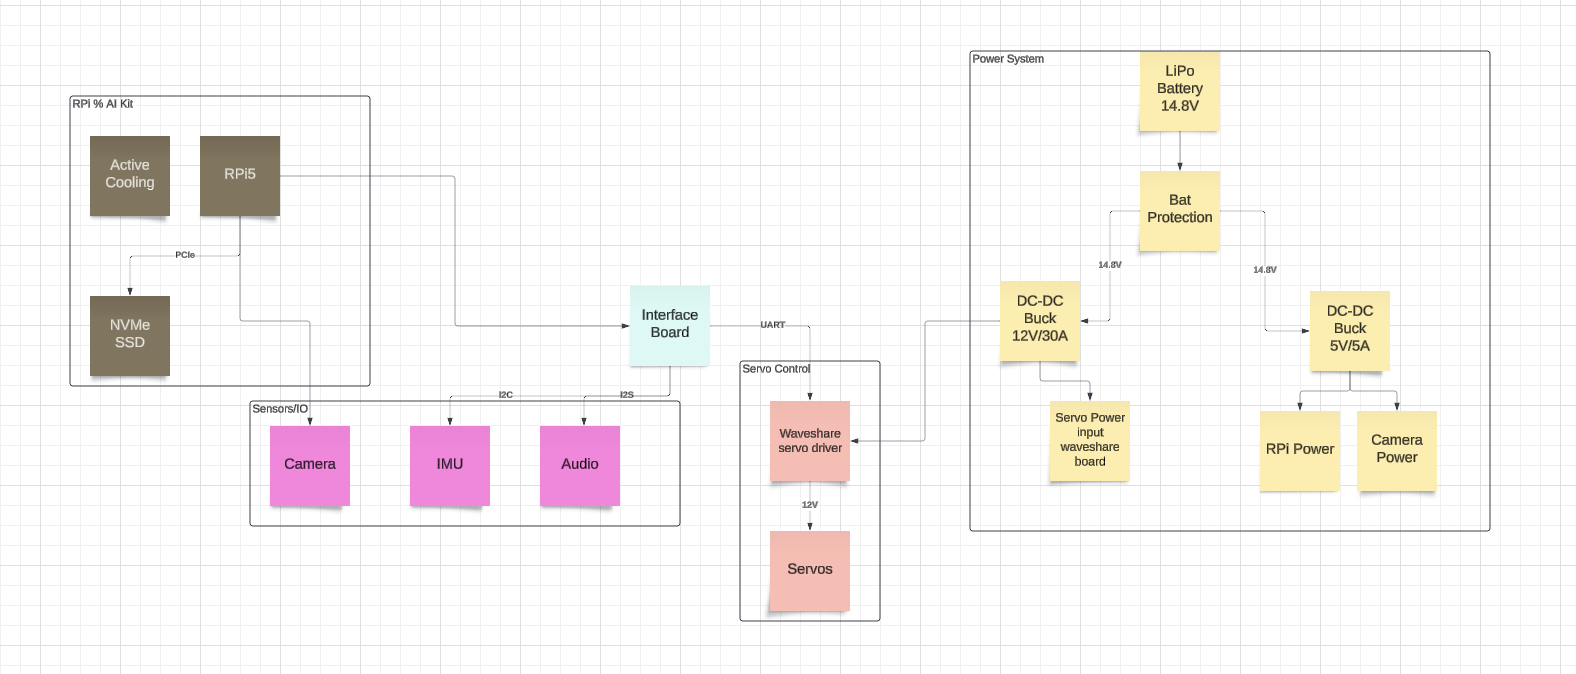 Power System
LiPo
Battery
14.8V
RPi % AI Kit
Active
Cooling
RPi5
Bat
Protection
PCIe
14.8V
14.8V
NVMe
SSD
Interface
Board
UART
DC-DC
Buck
12V/30A
DC-DC
Buck
5V/5A
Servo Control
I2C
I2S
Sensors/IO
Camera
IMU
Audio
Waveshare
servo driver
Servo Power
input
waveshare
board
RPi Power
Camera
Power
12V
Servos